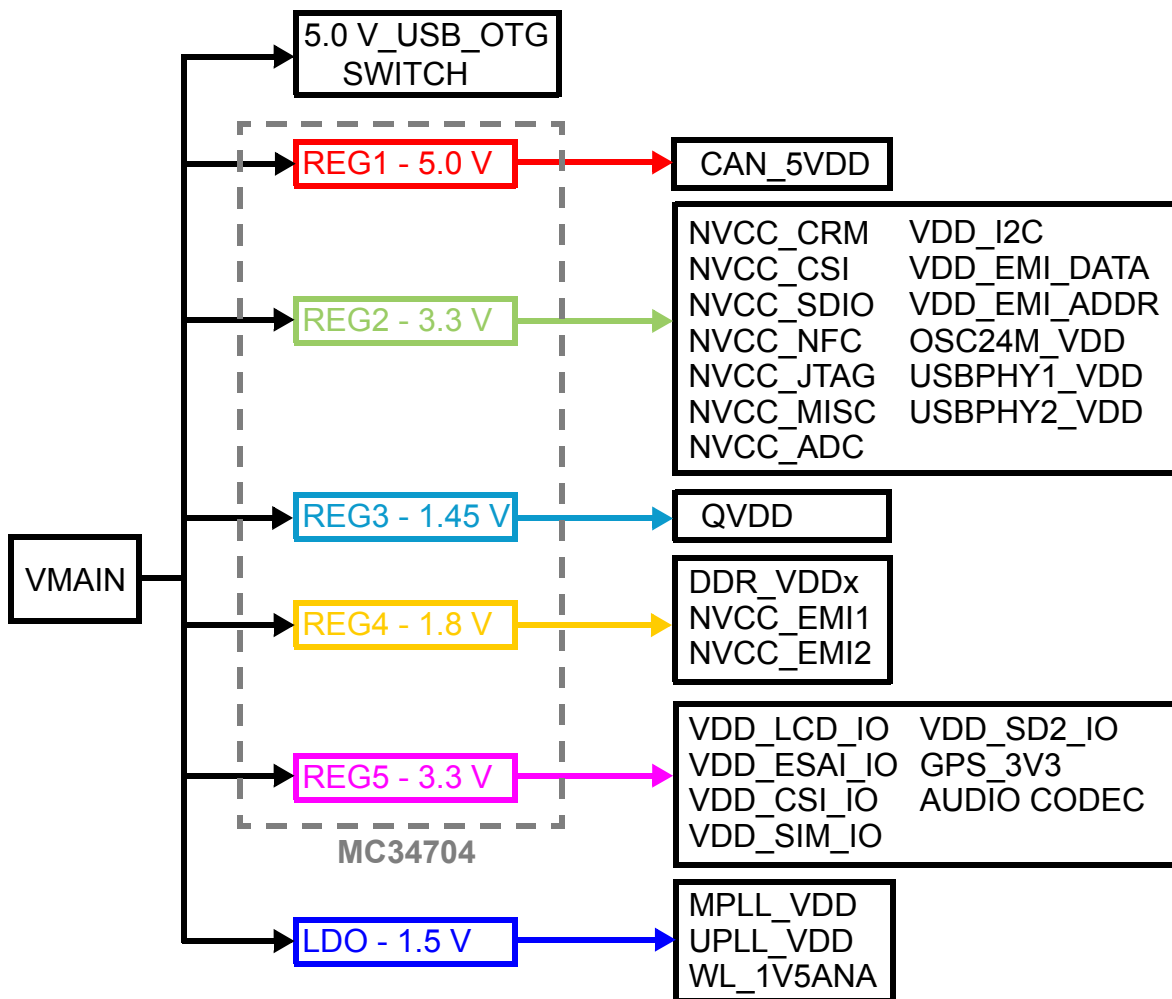 5.0 V_USB_OTG
SWITCH
REG1 - 5.0 V
CAN_5VDD
REG2 - 3.3 V
NVCC_CRM VDD_I2C
NVCC_CSI VDD_EMI_DATA
NVCC_SDIO VDD_EMI_ADDR
NVCC_NFC OSC24M_VDD
NVCC_JTAG USBPHY1_VDD
NVCC_MISC USBPHY2_VDD
NVCC_ADC
REG3 - 1.45 V
QVDD
VMAIN
REG4 - 1.8 V
DDR_VDDx
NVCC_EMI1
NVCC_EMI2
REG5 - 3.3 V
VDD_LCD_IO VDD_SD2_IO
VDD_ESAI_IO GPS_3V3
VDD_CSI_IO AUDIO CODEC
VDD_SIM_IO
MC34704
LDO - 1.5 V
MPLL_VDD
UPLL_VDD
WL_1V5ANA